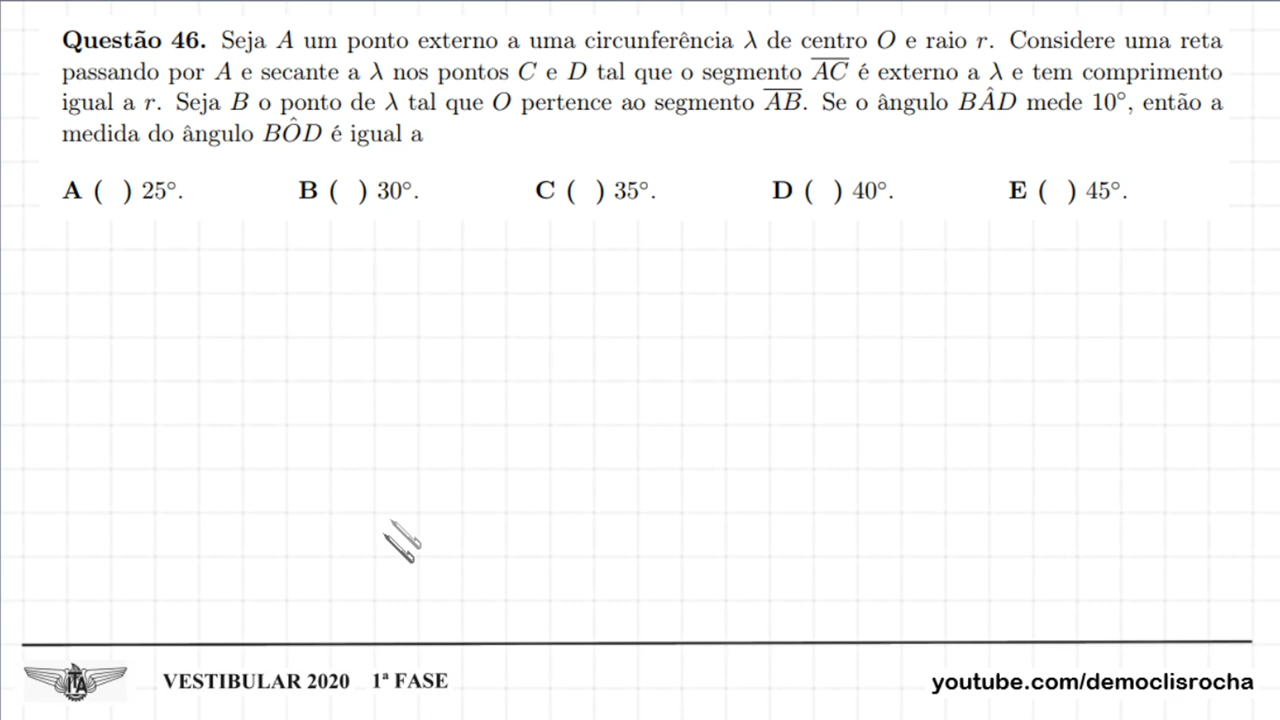 Questão 46. Seja A um ponto externo a uma circunferência λ de centro O e raio r. Considere uma reta
passando por A e secante a λ nos pontos C e D tal que o segmento A̅C̅ é externo a λ e tem comprimento
igual a r. Seja B o ponto de λ tal que O pertence ao segmento A̅B̅. Se o ângulo BÂD mede 10°, então a
medida do ângulo BÔD é igual a
A ( ) 25°. B ( ) 30°. C ( ) 35°. D ( ) 40°. E ( ) 45°.
ITA VESTIBULAR 2020 1ª FASE youtube.com/democlisrocha